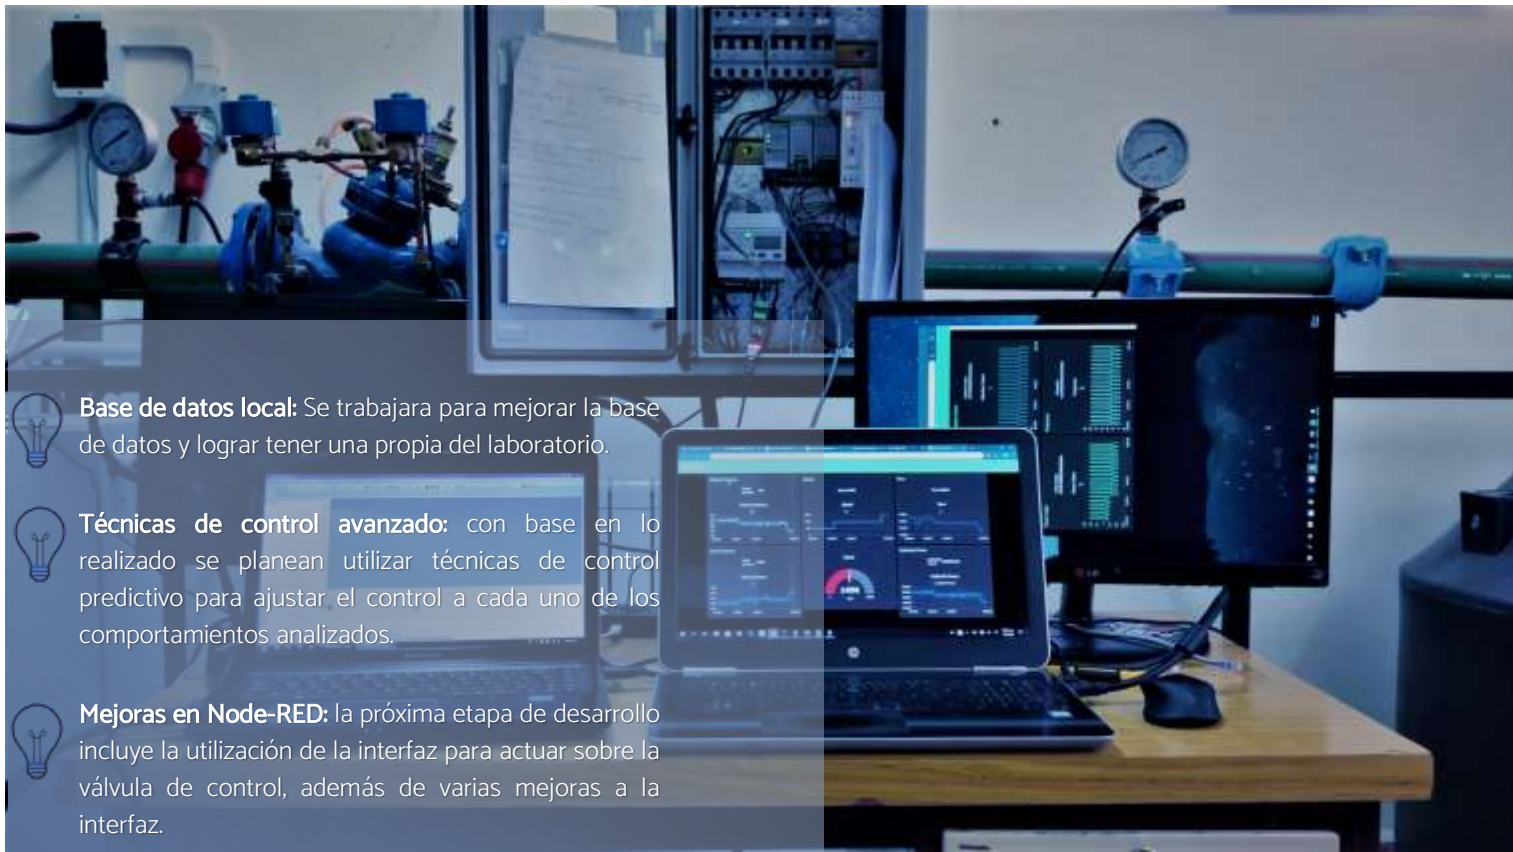 Base de datos local: Se trabajara para mejorar la base
de datos y lograr tener una propia del laboratorio.
Técnicas de control avanzado: con base en lo
realizado se planean utilizar técnicas de control
predictivo para ajustar el control a cada uno de los
comportamientos analizados.
Mejoras en Node-RED: la próxima etapa de desarrollo
incluye la utilización de la interfaz para actuar sobre la
válvula de control, además de varias mejoras a la
interfaz.